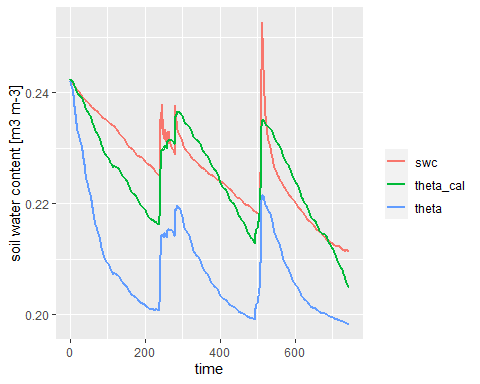 soil water content [m3 m-3]
0.24
0.22
0.20
0
200
400
600
time
swc
theta_cal
theta